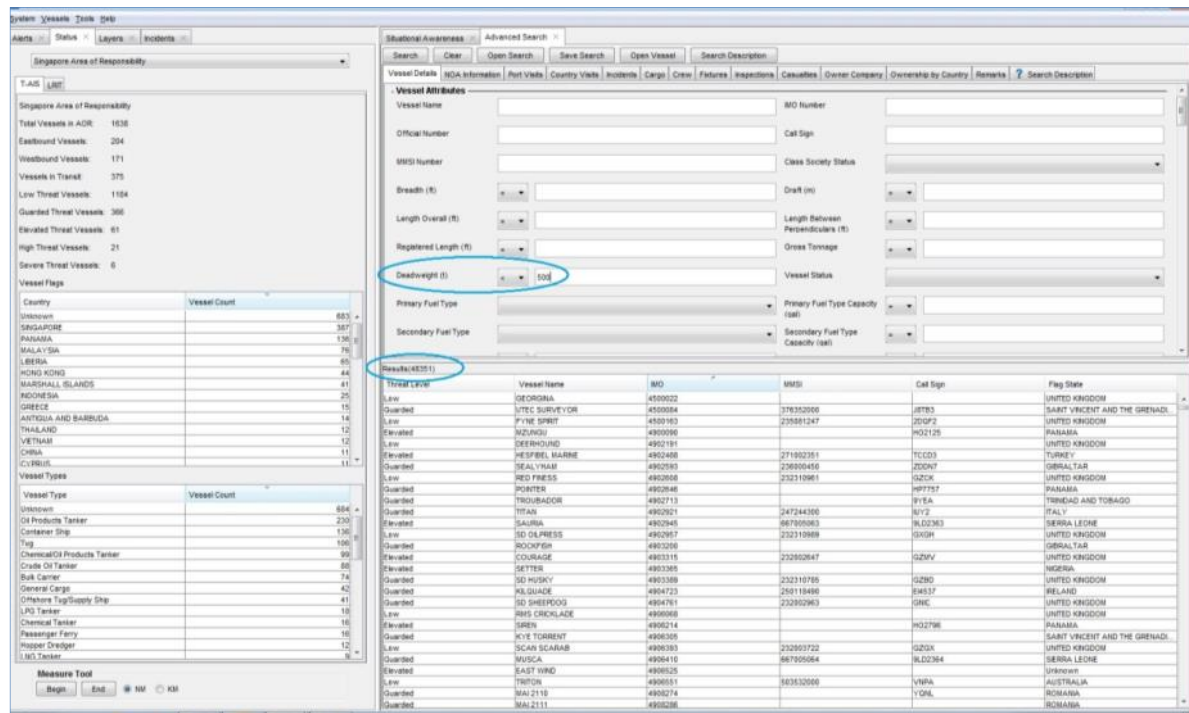 System Vessels Tools Help
Alerts Status Layers Incidents
Singapore Area of Responsibility
T-AIS LRIT
Singapore Area of Responsibility
Total Vessels in AOR: 1638
Eastbound Vessels: 204
Westbound Vessels: 171
Vessels in Transit 375
Low Threat Vessels: 1184
Guarded Threat Vessels: 366
Elevated Threat Vessels: 61
High Threat Vessels: 21
Severe Threat Vessels: 6
Vessel Flags
Country Vessel Count
Unknown 683
SINGAPORE 387
PANAMA 136
MALAYSIA 76
LIBERIA 65
HONG KONG 44
MARSHALL ISLANDS 41
INDONESIA 25
GREECE 15
ANTIGUA AND BARBUDA 14
THAILAND 12
VIETNAM 12
CHINA 11
CYPRUS 11
Vessel Types
Vessel Type Vessel Count
Unknown 684
Oil Products Tanker 230
Container Ship 136
Tug 106
Chemical/Oil Products Tanker 99
Crude Oil Tanker 88
Bulk Carrier 74
General Cargo 42
Offshore Tug/Supply Ship 41
LPG Tanker 18
Chemical Tanker 16
Passenger Ferry 16
Hopper Dredger 12
LNG Tanker 9
Measure Tool
Begin End NM KM
Situational Awareness Advanced Search
Search Clear Open Search Save Search Open Vessel Search Description
Vessel Details NOA Information Port Visits Country Visits Incidents Cargo Crew Fixtures Inspections Casualties Owner Company Ownership by Country Remarks ? Search Description
Vessel Attributes
Vessel Name IMO Number
Official Number Call Sign
MMSI Number Class Society Status
Breadth (ft) Draft (m)
Length Overall (ft) Length Between Perpendiculars (ft)
Registered Length (ft) Gross Tonnage
Deadweight (t) < 500 Vessel Status
Primary Fuel Type Primary Fuel Type Capacity (gal)
Secondary Fuel Type Secondary Fuel Type Capacity (gal)
Results(48351)
Threat Level Vessel Name IMO MMSI Call Sign Flag State
Low GEORGINA 4500022 UNITED KINGDOM
Guarded UTEC SURVEYOR 4500084 376352000 J8TB3 SAINT VINCENT AND THE GRENADI...
Low FYNE SPIRIT 4500163 235081247 2DQF2 UNITED KINGDOM
Elevated MZUNGU 4900090 HO2125 PANAMA
Low DEERHOUND 4902191 UNITED KINGDOM
Elevated HESFIBEL MARINE 4902488 271002351 TCCD3 TURKEY
Guarded SEALYHAM 4902593 236000450 ZDDN7 GIBRALTAR
Low RED FINESS 4902608 232310961 GZCK UNITED KINGDOM
Guarded POINTER 4902646 HP7757 PANAMA
Guarded TROUBADOR 4902713 9YEA TRINIDAD AND TOBAGO
Guarded TITAN 4902921 247244300 IUY2 ITALY
Elevated SAURIA 4902945 667005063 9LD2363 SIERRA LEONE
Low SD OILPRESS 4902957 232310989 GXGH UNITED KINGDOM
Guarded ROCKFISH 4903200 GIBRALTAR
Elevated COURAGE 4903315 232002647 GZMV UNITED KINGDOM
Elevated SETTER 4903365 NIGERIA
Guarded SD HUSKY 4903389 232310785 GZBD UNITED KINGDOM
Guarded KILQUADE 4904723 250118490 EI4537 IRELAND
Guarded SD SHEEPDOG 4904761 232002963 GNIC UNITED KINGDOM
Low RMS CRICKLADE 4906068 UNITED KINGDOM
Elevated SIREN 4906214 HO2796 PANAMA
Guarded KYE TORRENT 4906305 SAINT VINCENT AND THE GRENADI...
Low SCAN SCARAB 4906393 232003722 GZGX UNITED KINGDOM
Guarded MUSCA 4906410 667005064 9LD2364 SIERRA LEONE
Elevated EAST WIND 4906525 Unknown
Low TRITON 4906551 503532000 VNPA AUSTRALIA
Guarded MAI 2110 4908274 YQNL ROMANIA
Guarded MAI 2111 4908286 ROMANIA